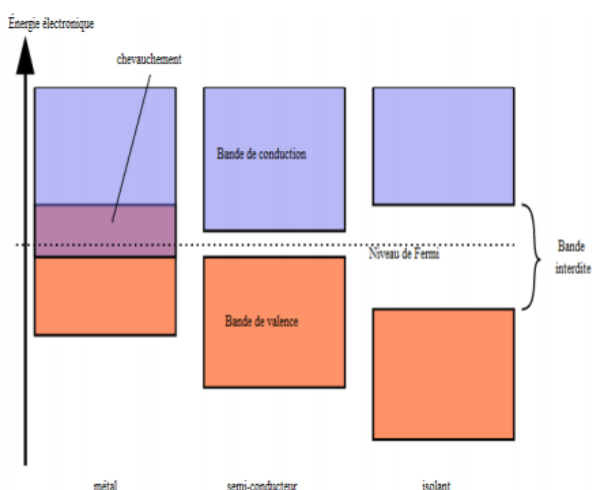 Énergie électronique
chevauchement
Bande de conduction
Niveau de Fermi
Bande
interdite
Bande de valence
métal
semi-conducteur
isolant